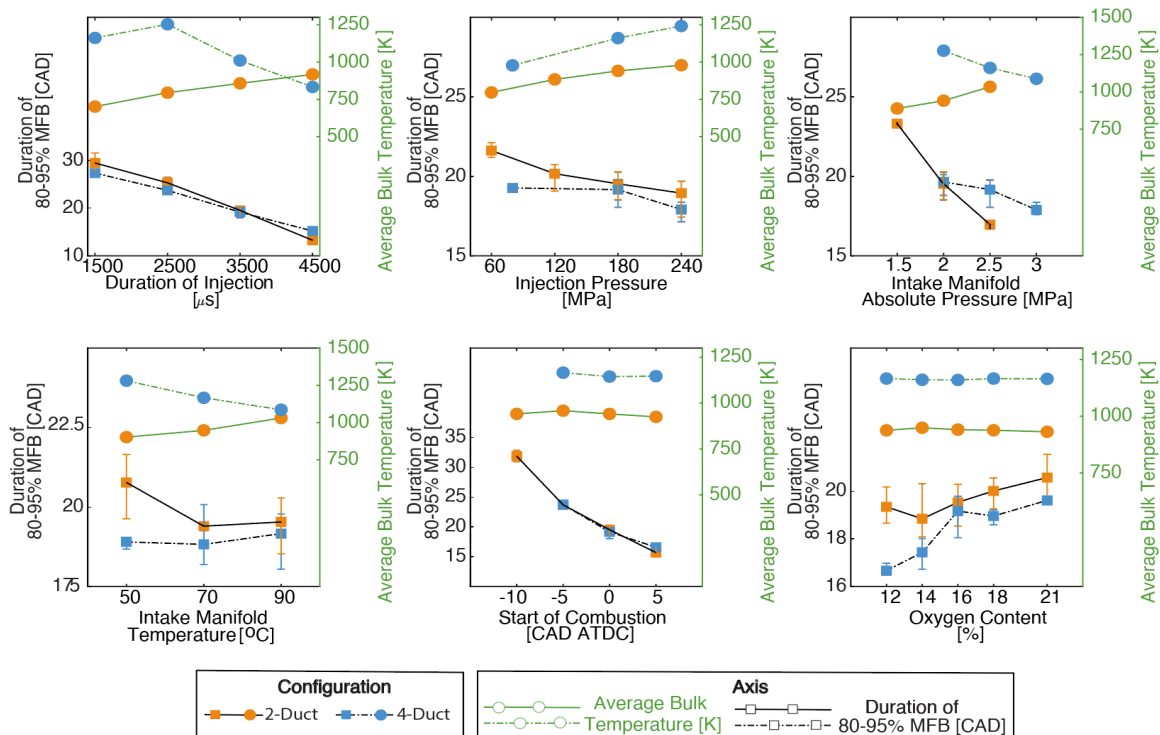 Duration of
80-95% MFB [CAD]
30
20
10
1500
2500
3500
4500
Duration of Injection
[μs]
1250
1000
750
500
Average Bulk Temperature [K]
Duration of
80-95% MFB [CAD]
25
20
15
60
120
180
240
Injection Pressure
[MPa]
1250
1000
750
500
Average Bulk Temperature [K]
Duration of
80-95% MFB [CAD]
25
20
15
1.5
2
2.5
3
Intake Manifold
Absolute Pressure [MPa]
1500
1250
1000
750
Average Bulk Temperature [K]
Duration of
80-95% MFB [CAD]
22.5
20
17.5
50
70
90
Intake Manifold
Temperature [ºC]
1500
1250
1000
750
Average Bulk Temperature [K]
Duration of
80-95% MFB [CAD]
35
30
25
20
15
-10
-5
0
5
Start of Combustion
[CAD ATDC]
1250
1000
750
500
Average Bulk Temperature [K]
Duration of
80-95% MFB [CAD]
20
18
16
12
14
16
18
21
Oxygen Content
[%]
1250
1000
750
500
Average Bulk Temperature [K]
Configuration
2-Duct
4-Duct
Axis
Average Bulk
Temperature [K]
Duration of
80-95% MFB [CAD]